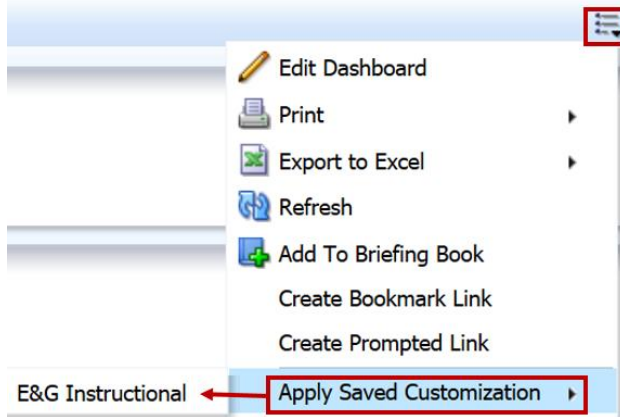 Edit Dashboard
Print
Export to Excel
Refresh
Add To Briefing Book
Create Bookmark Link
Create Prompted Link
E&G Instructional Apply Saved Customization